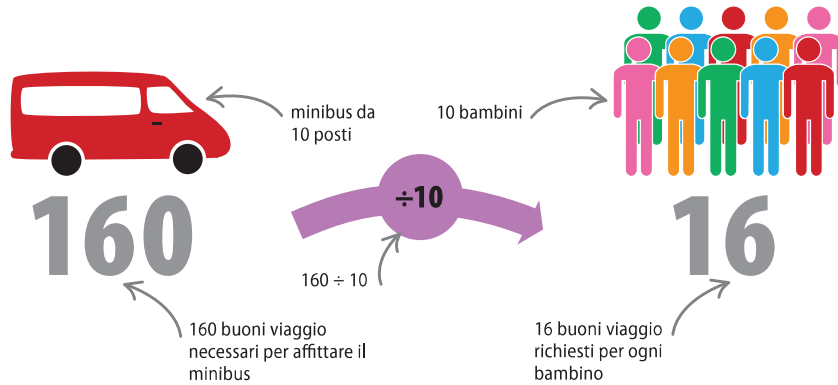 minibus da
10 posti
10 bambini
÷10
160
16
160 ÷ 10
160 buoni viaggio
necessari per affittare il
minibus
16 buoni viaggio
richiesti per ogni
bambino